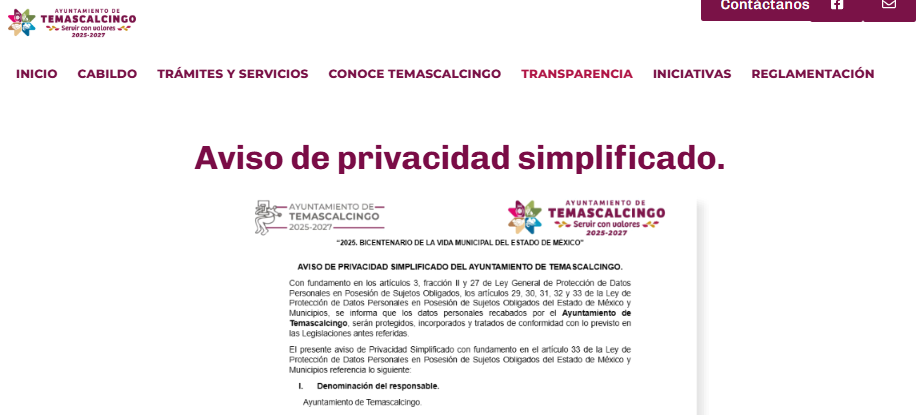 AYUNTAMIENTO DE
TEMASCALCINGO
Servir con valores
2025-2027
Contáctanos
INICIO CABILDO TRÁMITES Y SERVICIOS CONOCE TEMASCALCINGO TRANSPARENCIA INICIATIVAS REGLAMENTACIÓN
Aviso de privacidad simplificado.
AYUNTAMIENTO DE
TEMASCALCINGO
2025-2027
AYUNTAMIENTO DE
TEMASCALCINGO
Servir con valores
2025-2027
"2025. BICENTENARIO DE LA VIDA MUNICIPAL DEL ESTADO DE MÉXICO"
AVISO DE PRIVACIDAD SIMPLIFICADO DEL AYUNTAMIENTO DE TEMASCALCINGO.
Con fundamento en los artículos 3, fracción II y 27 de Ley General de Protección de Datos
Personales en Posesión de Sujetos Obligados, los artículos 29, 30, 31, 32 y 33 de la Ley de
Protección de Datos Personales en Posesión de Sujetos Obligados del Estado de México y
Municipios, se informa que los datos personales recabados por el Ayuntamiento de
Temascalcingo, serán protegidos, incorporados y tratados de conformidad con lo previsto en
las Legislaciones antes referidas.
El presente aviso de Privacidad Simplificado con fundamento en el artículo 33 de la Ley de
Protección de Datos Personales en Posesión de Sujetos Obligados del Estado de México y
Municipios referencia lo siguiente:
I. Denominación del responsable.
Ayuntamiento de Temascalcingo.